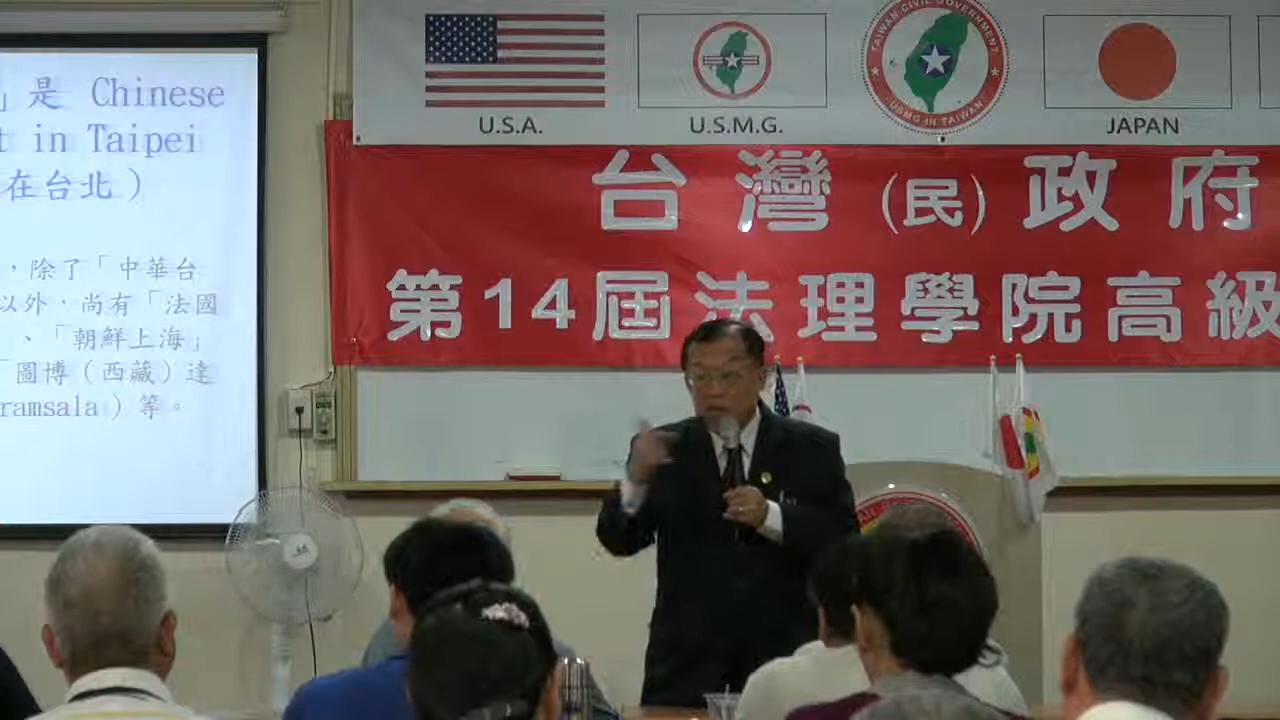 」是 Chinese
t in Taipei
在台北）
，除了「中華台
以外，尚有「法國
、「朝鮮上海」
「圖博（西藏）達
ramsala）等。
U.S.A.
U.S.M.G.
TAIWAN CIVIL GOVERNMENT
USMG IN TAIWAN
JAPAN
台灣(民)政府
第14屆法理學院高級